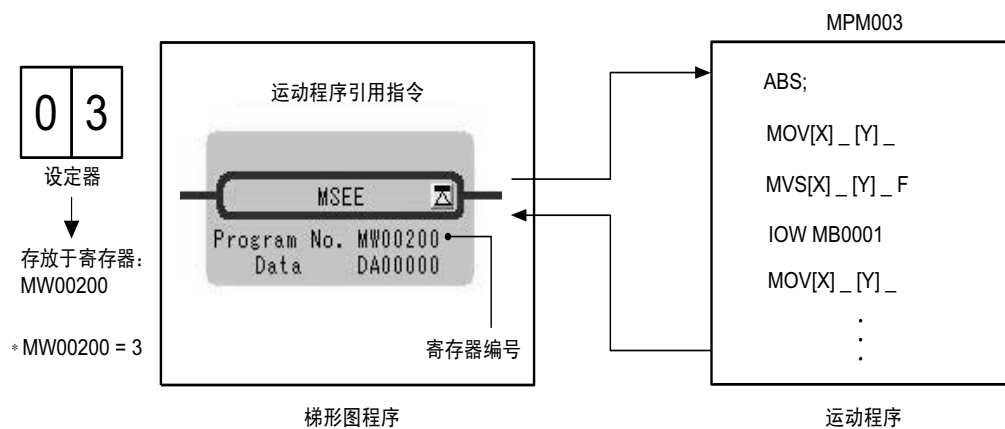 MPM003
0 3
设定器
存放于寄存器：
MW00200
*MW00200 = 3
运动程序引用指令
MSEE
Program No. MW00200
Data DA00000
寄存器编号
梯形图程序
ABS;
MOV[X] _ [Y] _
MVS[X] _ [Y] _ F
IOW MB0001
MOV[X] _ [Y] _
.
.
.
运动程序